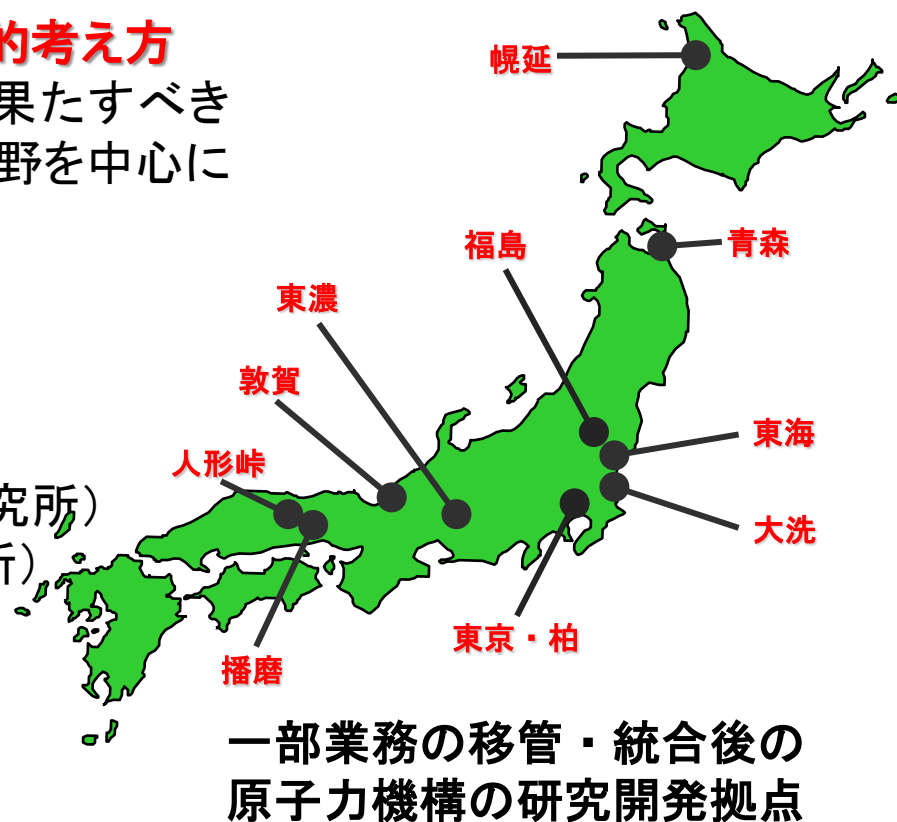 的考え方
果たすべき
野を中心に
究所）
所）
幌延
青森
福島
東濃
敦賀
人形峠
東海
大洗
東京・柏
播磨
一部業務の移管・統合後の
原子力機構の研究開発拠点